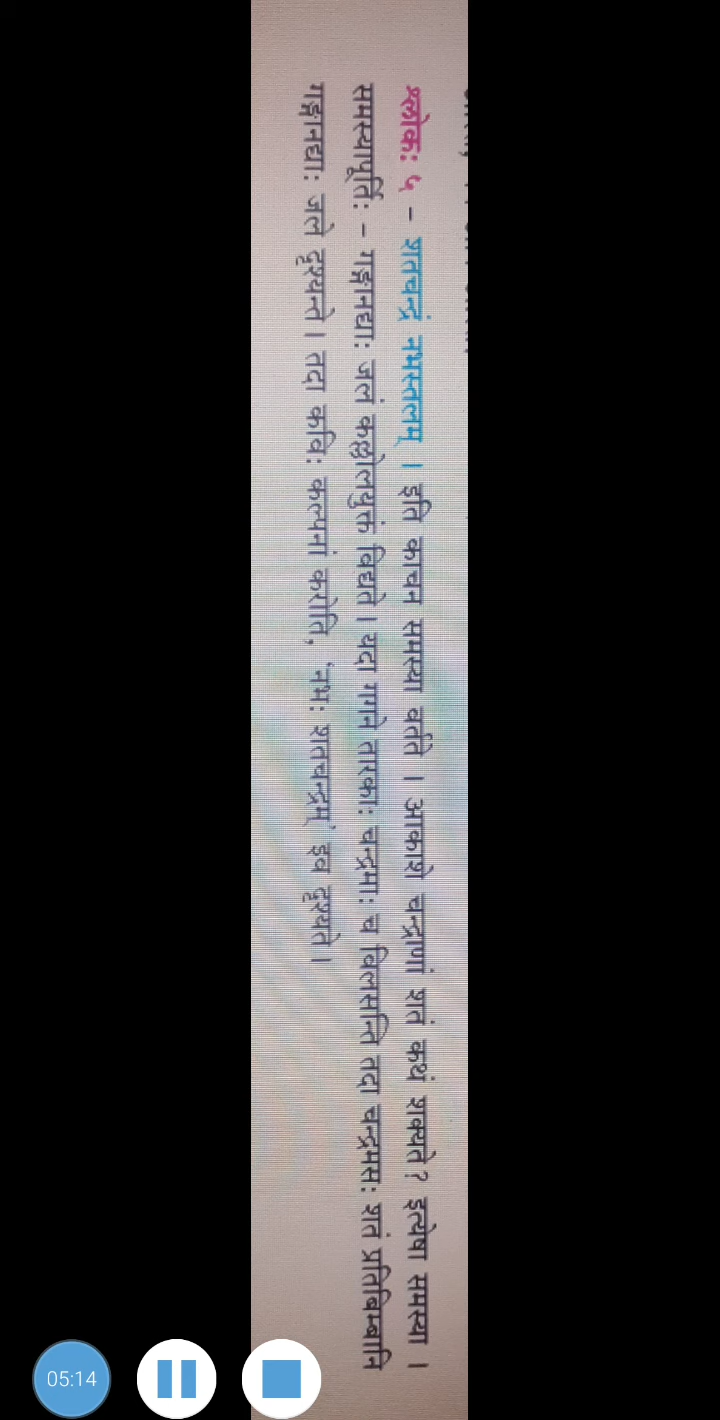 श्लोकः ५ - शतचन्द्रं नभस्तलम् । इति काचन समस्या वर्तते । आकाशे चन्द्राणां शतं कथं शक्यते? इत्येषा समस्या ।
समस्यापूर्तिः - गङ्गानद्याः जलं कल्लोलयुक्तं विद्यते। यदा गगने तारकाः चन्द्रमाः च विलसन्ति तदा चन्द्रमसः शतं प्रतिबिम्बानि
गङ्गानद्याः जले दृश्यन्ते। तदा कविः कल्पनां करोति, 'नभः शतचन्द्रम्' इव दृश्यते।
05:14